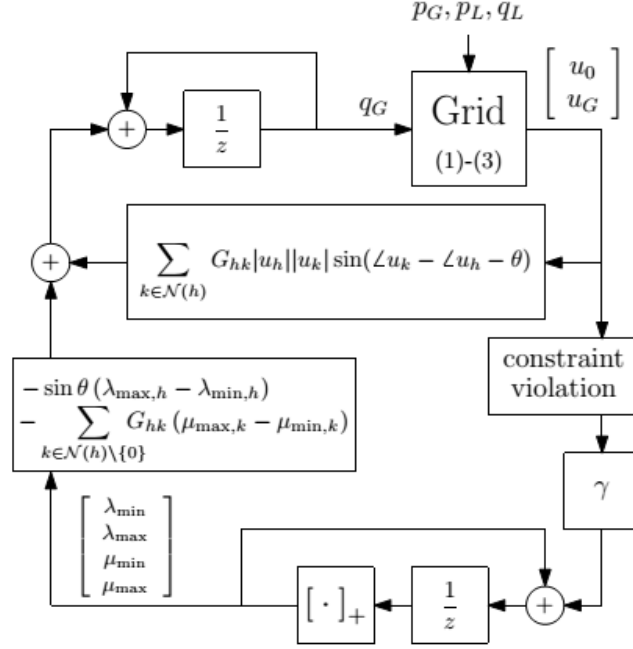 p_G, p_L, q_L
[ u_0
u_G ]
+
1/z
q_G
Grid
(1)-(3)
+
∑_{k∈𝒩(h)} G_{hk}|u_h||u_k| sin(∠u_k − ∠u_h − θ)
constraint
violation
− sin θ (λ_{max,h} − λ_{min,h})
− ∑_{k∈𝒩(h)\{0}} G_{hk} (μ_{max,k} − μ_{min,k})
γ
[ λ_min
λ_max
μ_min
μ_max ]
[ · ]_+
1/z
+